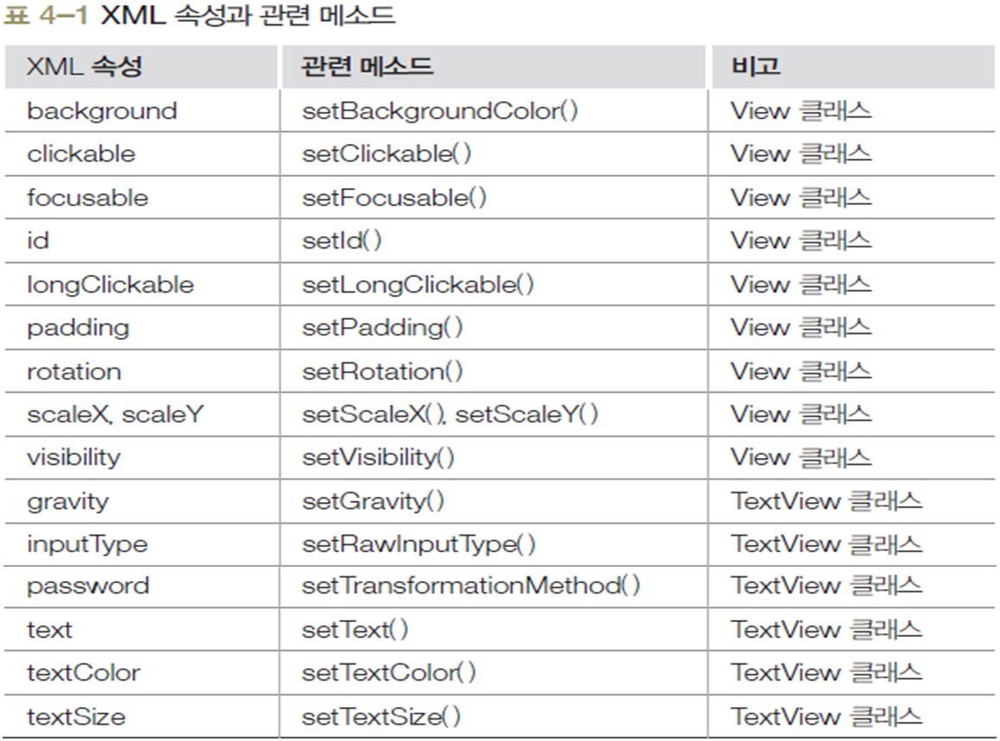 표 4-1 XML 속성과 관련 메소드
XML 속성 관련 메소드 비고
background setBackgroundColor() View 클래스
clickable setClickable() View 클래스
focusable setFocusable() View 클래스
id setId() View 클래스
longClickable setLongClickable() View 클래스
padding setPadding() View 클래스
rotation setRotation() View 클래스
scaleX, scaleY setScaleX(), setScaleY() View 클래스
visibility setVisibility() View 클래스
gravity setGravity() TextView 클래스
inputType setRawInputType() TextView 클래스
password setTransformationMethod() TextView 클래스
text setText() TextView 클래스
textColor setTextColor() TextView 클래스
textSize setTextSize() TextView 클래스